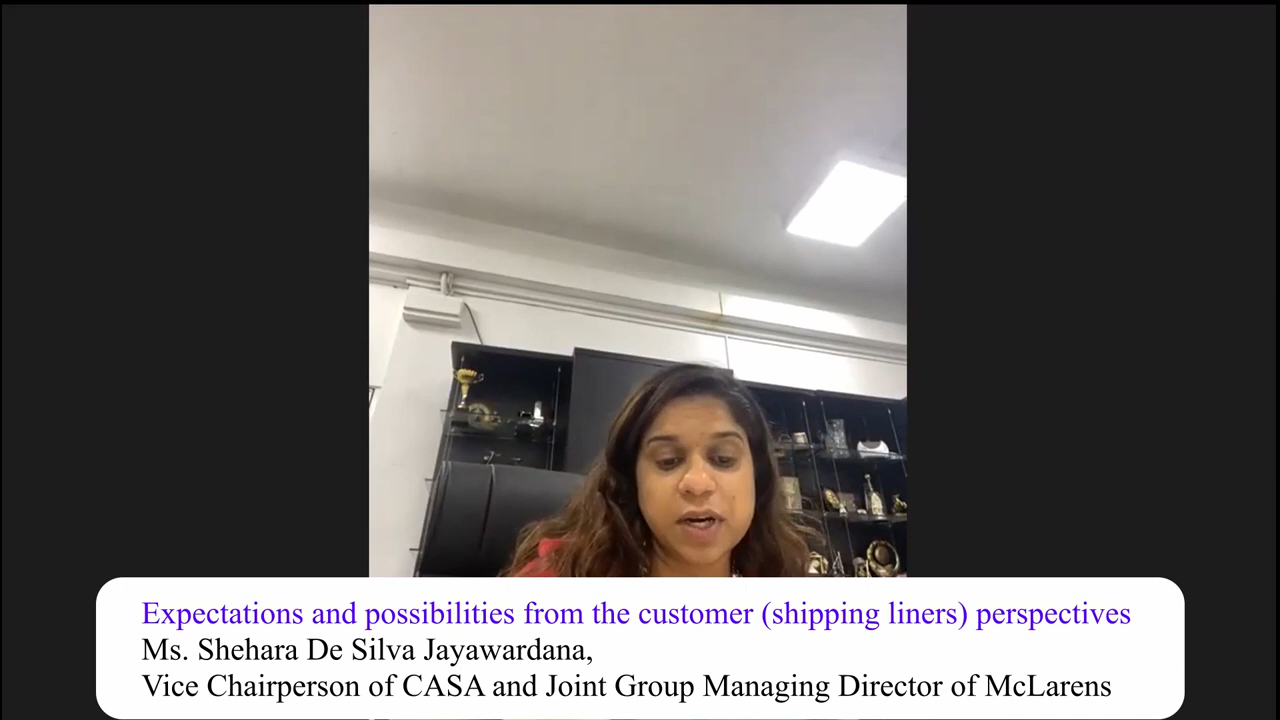 Expectations and possibilities from the customer (shipping liners) perspectives
Ms. Shehara De Silva Jayawardana,
Vice Chairperson of CASA and Joint Group Managing Director of McLarens